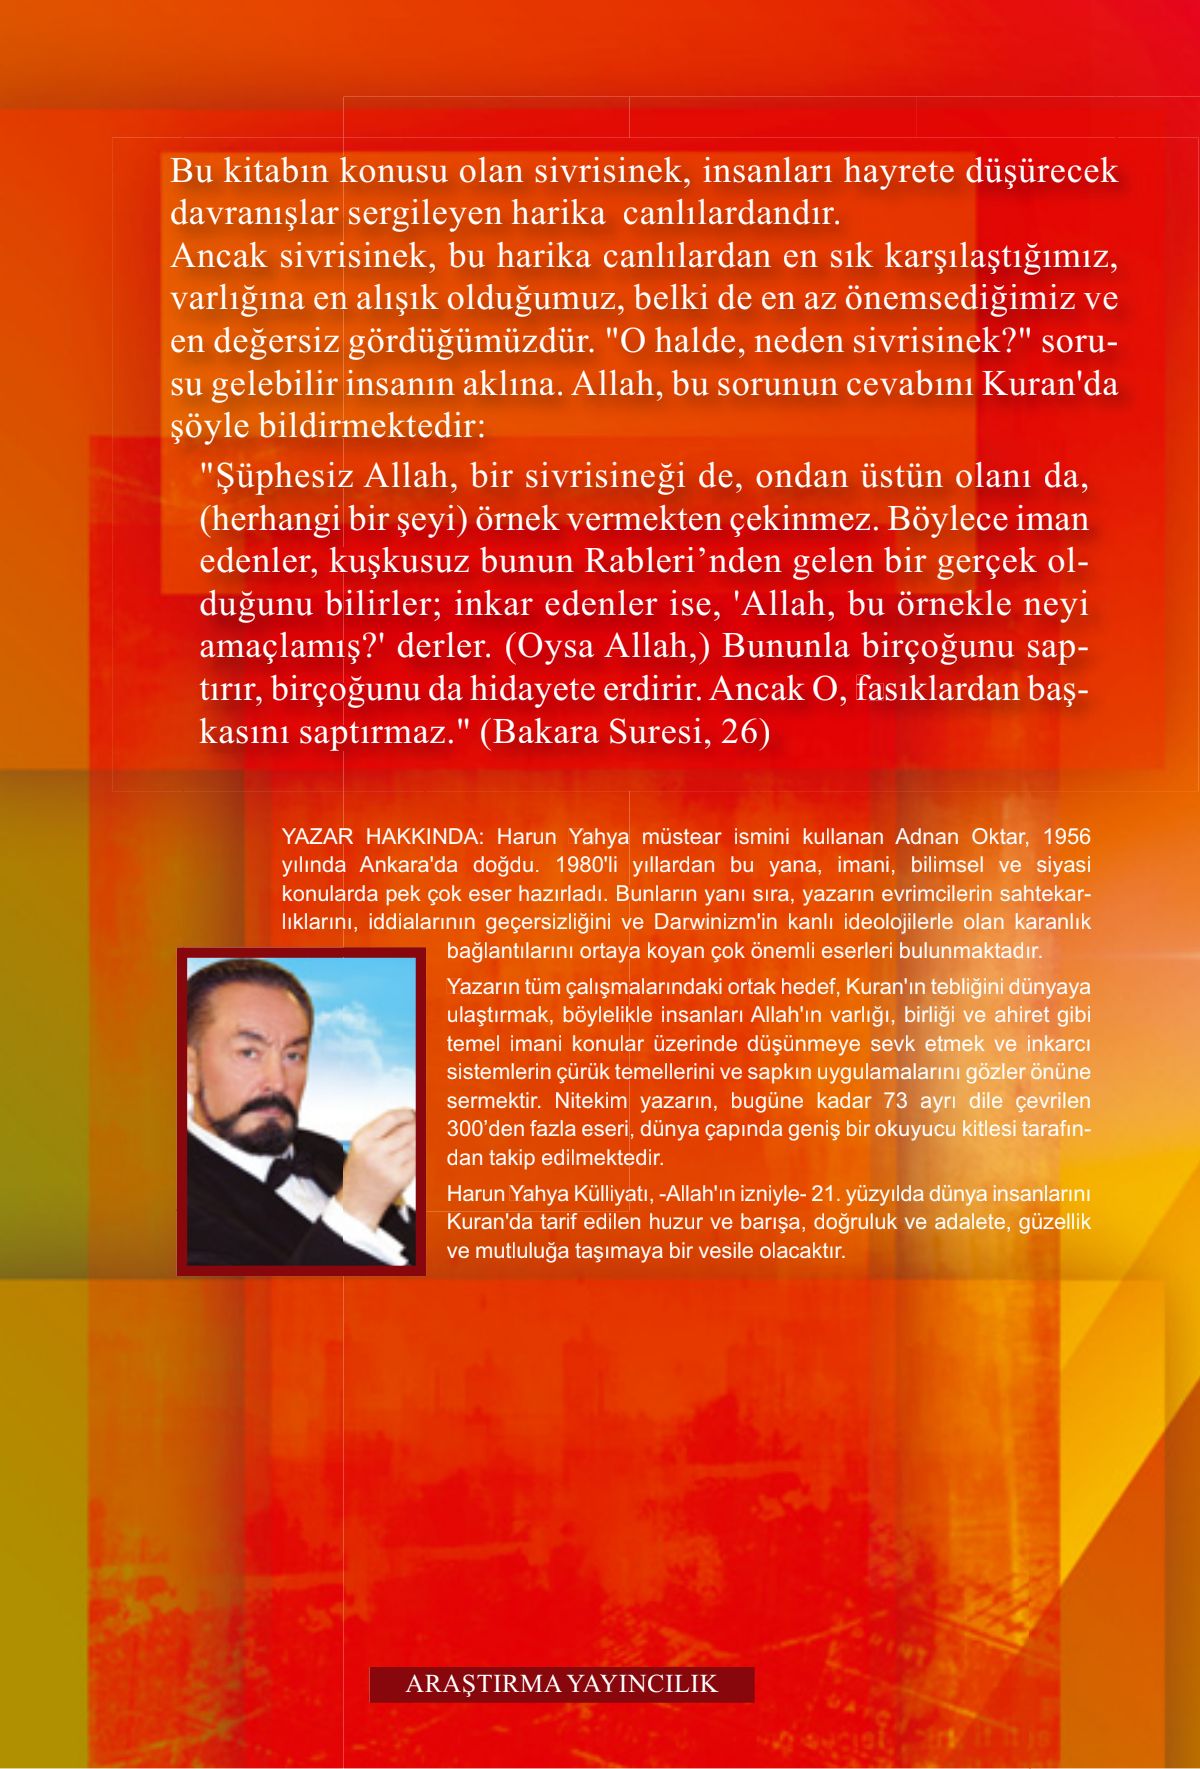 Bu kitabın konusu olan sivrisinek, insanları hayrete düşürecek
davranışlar sergileyen harika canlılardandır.
Ancak sivrisinek, bu harika canlılardan en sık karşılaştığımız,
varlığına en alışık olduğumuz, belki de en az önemsediğimiz ve
en değersiz gördüğümüzdür. "O halde, neden sivrisinek?" soru-
su gelebilir insanın aklına. Allah, bu sorunun cevabını Kuran'da
şöyle bildirmektedir:
"Şüphesiz Allah, bir sivrisineği de, ondan üstün olanı da,
(herhangi bir şeyi) örnek vermekten çekinmez. Böylece iman
edenler, kuşkusuz bunun Rableri’nden gelen bir gerçek ol-
duğunu bilirler; inkar edenler ise, 'Allah, bu örnekle neyi
amaçlamış?' derler. (Oysa Allah,) Bununla birçoğunu sap-
tırır, birçoğunu da hidayete erdirir. Ancak O, fasıklardan baş-
kasını saptırmaz." (Bakara Suresi, 26)
YAZAR HAKKINDA: Harun Yahya müstear ismini kullanan Adnan Oktar, 1956
yılında Ankara'da doğdu. 1980'li yıllardan bu yana, imani, bilimsel ve siyasi
konularda pek çok eser hazırladı. Bunların yanı sıra, yazarın evrimcilerin sahtekar-
lıklarını, iddialarının geçersizliğini ve Darwinizm'in kanlı ideolojilerle olan karanlık
bağlantılarını ortaya koyan çok önemli eserleri bulunmaktadır.
Yazarın tüm çalışmalarındaki ortak hedef, Kuran'ın tebliğini dünyaya
ulaştırmak, böylelikle insanları Allah'ın varlığı, birliği ve ahiret gibi
temel imani konular üzerinde düşünmeye sevk etmek ve inkarcı
sistemlerin çürük temellerini ve sapkın uygulamalarını gözler önüne
sermektir. Nitekim yazarın, bugüne kadar 73 ayrı dile çevrilen
300’den fazla eseri, dünya çapında geniş bir okuyucu kitlesi tarafın-
dan takip edilmektedir.
Harun Yahya Külliyatı, -Allah'ın izniyle- 21. yüzyılda dünya insanlarını
Kuran'da tarif edilen huzur ve barışa, doğruluk ve adalete, güzellik
ve mutluluğa taşımaya bir vesile olacaktır.
ARAŞTIRMA YAYINCILIK